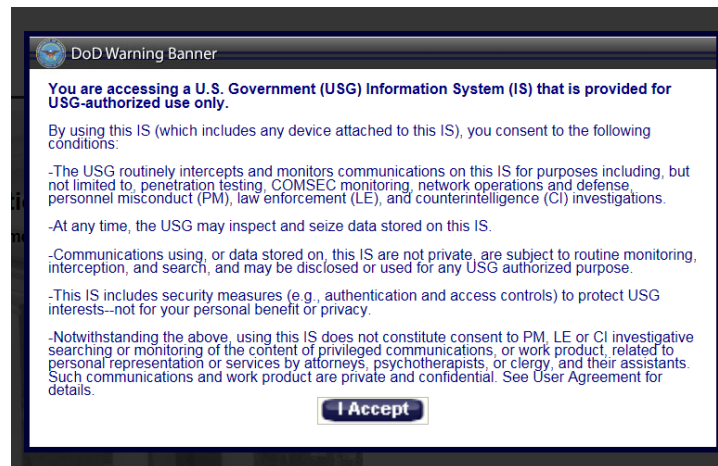 DoD Warning Banner
You are accessing a U.S. Government (USG) Information System (IS) that is provided for
USG-authorized use only.
By using this IS (which includes any device attached to this IS), you consent to the following
conditions:
-The USG routinely intercepts and monitors communications on this IS for purposes including, but
not limited to, penetration testing, COMSEC monitoring, network operations and defense,
personnel misconduct (PM), law enforcement (LE), and counterintelligence (CI) investigations.
-At any time, the USG may inspect and seize data stored on this IS.
-Communications using, or data stored on, this IS are not private, are subject to routine monitoring,
interception, and search, and may be disclosed or used for any USG authorized purpose.
-This IS includes security measures (e.g., authentication and access controls) to protect USG
interests--not for your personal benefit or privacy.
-Notwithstanding the above, using this IS does not constitute consent to PM, LE or CI investigative
searching or monitoring of the content of privileged communications, or work product, related to
personal representation or services by attorneys, psychotherapists, or clergy, and their assistants.
Such communications and work product are private and confidential. See User Agreement for
details.
I Accept